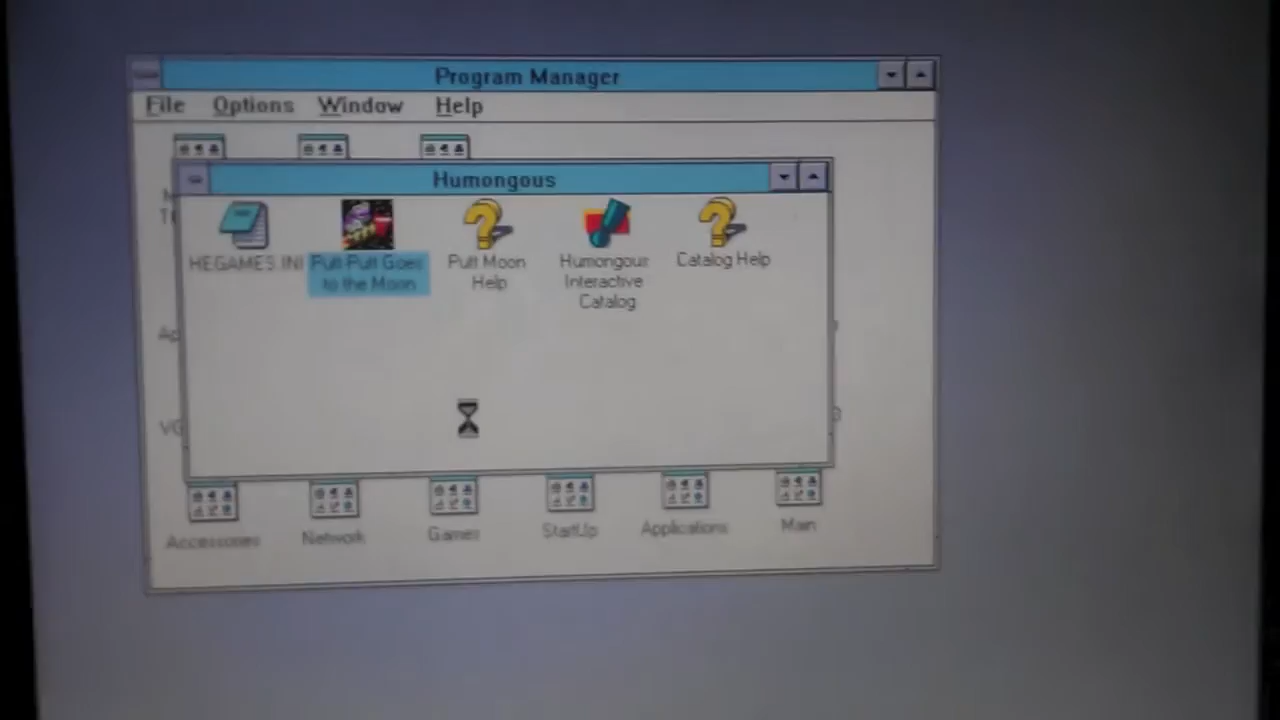 Program Manager
File Options Window Help
Humongous
HEGAMES INI
Putt-Putt Goes
to the Moon
Putt Moon
Help
Humongous
Interactive
Catalog
Catalog Help
Accessories
Network
Games
StartUp
Applications
Main